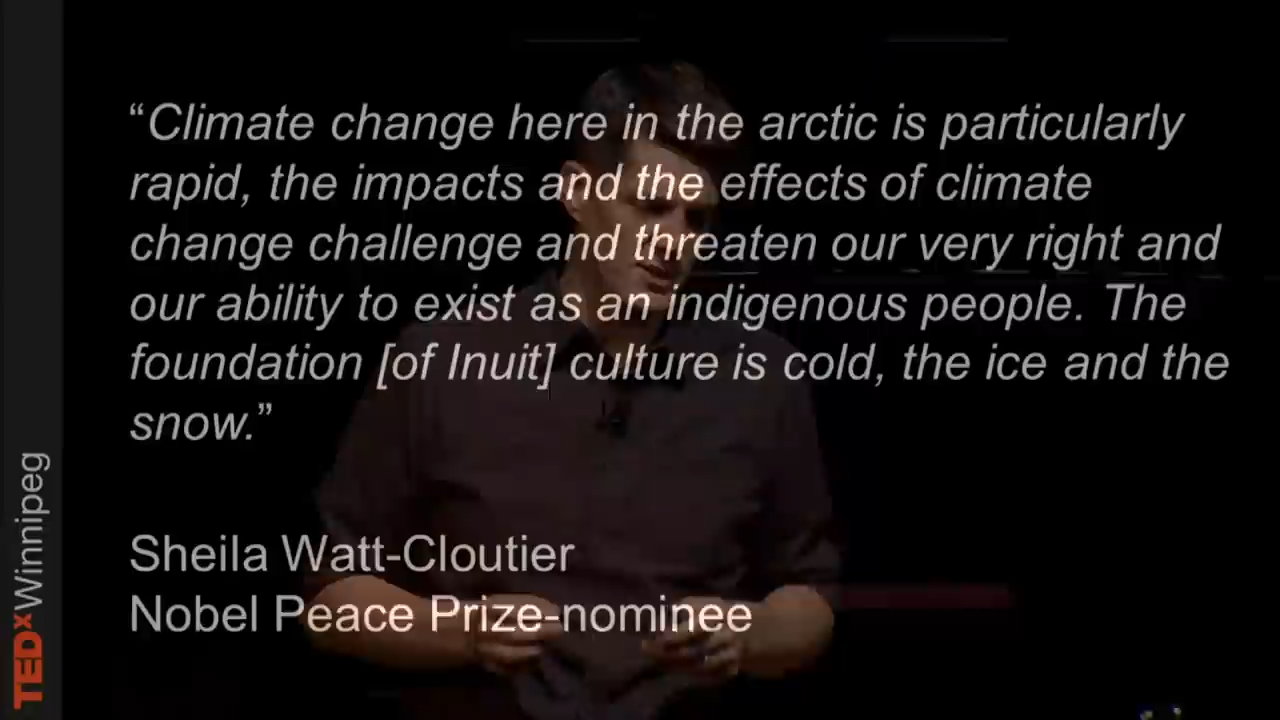 “Climate change here in the arctic is particularly
rapid, the impacts and the effects of climate
change challenge and threaten our very right and
our ability to exist as an indigenous people. The
foundation [of Inuit] culture is cold, the ice and the
snow.”
Sheila Watt-Cloutier
Nobel Peace Prize-nominee
TEDxWinnipeg